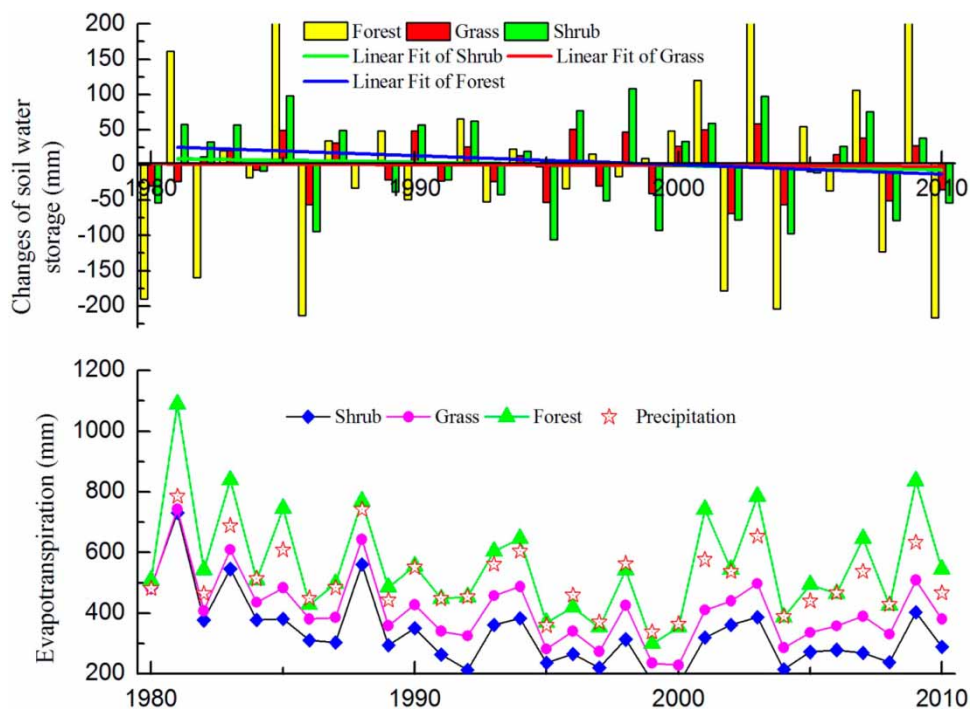 200
Forest Grass Shrub
150
Linear Fit of Shrub Linear Fit of Grass
100
Linear Fit of Forest
50
0
1980 1990 2000 2010
-50
-100
-150
-200
Changes of soil water
storage (mm)
1200
1000
800
600
400
200
Shrub Grass Forest Precipitation
Evapotranspiration (mm)
1980 1990 2000 2010